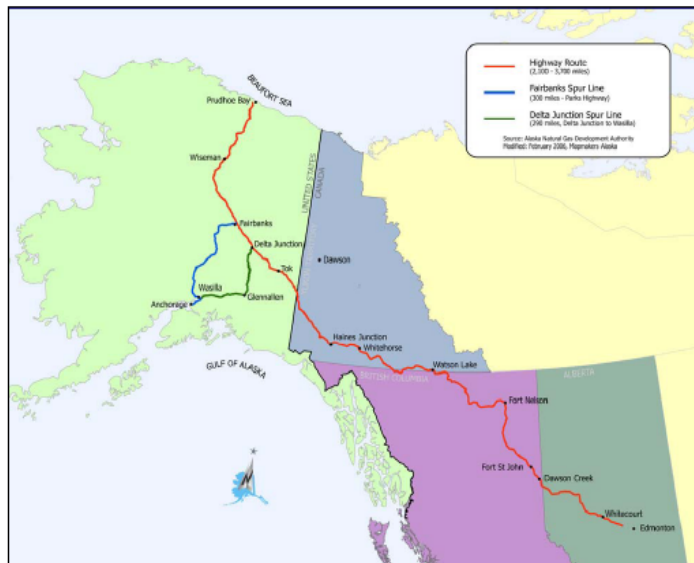 Highway Route
(2,100 - 3,700 miles)
Fairbanks Spur Line
(300 miles - Parks Highway)
Delta Junction Spur Line
(290 miles, Delta Junction to Wasilla)
Source: Alaska Natural Gas Development Authority
Modified: February 2006, Mapmakers Alaska
BEAUFORT SEA
Prudhoe Bay
Wiseman
UNITED STATES
CANADA
Fairbanks
Delta Junction
Tok
Dawson
Wasilla
Anchorage
Glennallen
Haines Junction
Whitehorse
GULF OF ALASKA
Watson Lake
BRITISH COLUMBIA
ALBERTA
Fort Nelson
Fort St John
Dawson Creek
Whitecourt
Edmonton
N